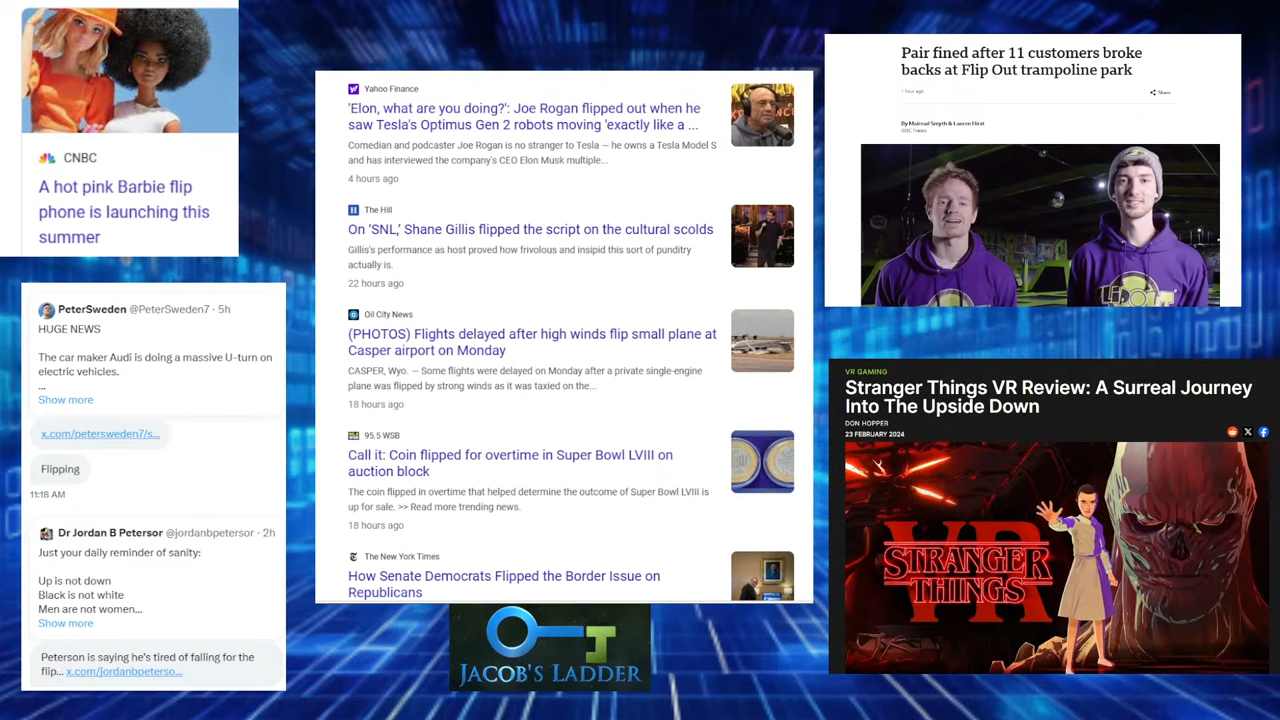 CNBC
A hot pink Barbie flip
phone is launching this
summer
PeterSweden @PeterSweden7 · 5h
HUGE NEWS
The car maker Audi is doing a massive U-turn on
electric vehicles.
...
Show more
x.com/petersweden7/s...
Flipping
11:18 AM
Dr Jordan B Petersor @jordanbpetersor · 2h
Just your daily reminder of sanity:
Up is not down
Black is not white
Men are not women...
Show more
Peterson is saying he's tired of falling for the
flip... x.com/jordanbpeterso...
Yahoo Finance
'Elon, what are you doing?': Joe Rogan flipped out when he
saw Tesla's Optimus Gen 2 robots moving 'exactly like a ...
Comedian and podcaster Joe Rogan is no stranger to Tesla — he owns a Tesla Model S
and has interviewed the company's CEO Elon Musk multiple...
4 hours ago
The Hill
On 'SNL,' Shane Gillis flipped the script on the cultural scolds
Gillis's performance as host proved how frivolous and insipid this sort of punditry
actually is.
22 hours ago
Oil City News
(PHOTOS) Flights delayed after high winds flip small plane at
Casper airport on Monday
CASPER, Wyo. — Some flights were delayed on Monday after a private single-engine
plane was flipped by strong winds as it was taxied on the...
18 hours ago
95.5 WSB
Call it: Coin flipped for overtime in Super Bowl LVIII on
auction block
The coin flipped in overtime that helped determine the outcome of Super Bowl LVIII is
up for sale. >> Read more trending news.
18 hours ago
The New York Times
How Senate Democrats Flipped the Border Issue on
Republicans
JACOB'S LADDER
Pair fined after 11 customers broke
backs at Flip Out trampoline park
1 hour ago
Share
By Mairead Smyth & Lauren Hirst
BBC News
VR GAMING
Stranger Things VR Review: A Surreal Journey
Into The Upside Down
DON HOPPER
23 FEBRUARY 2024
VR
STRANGER
THINGS